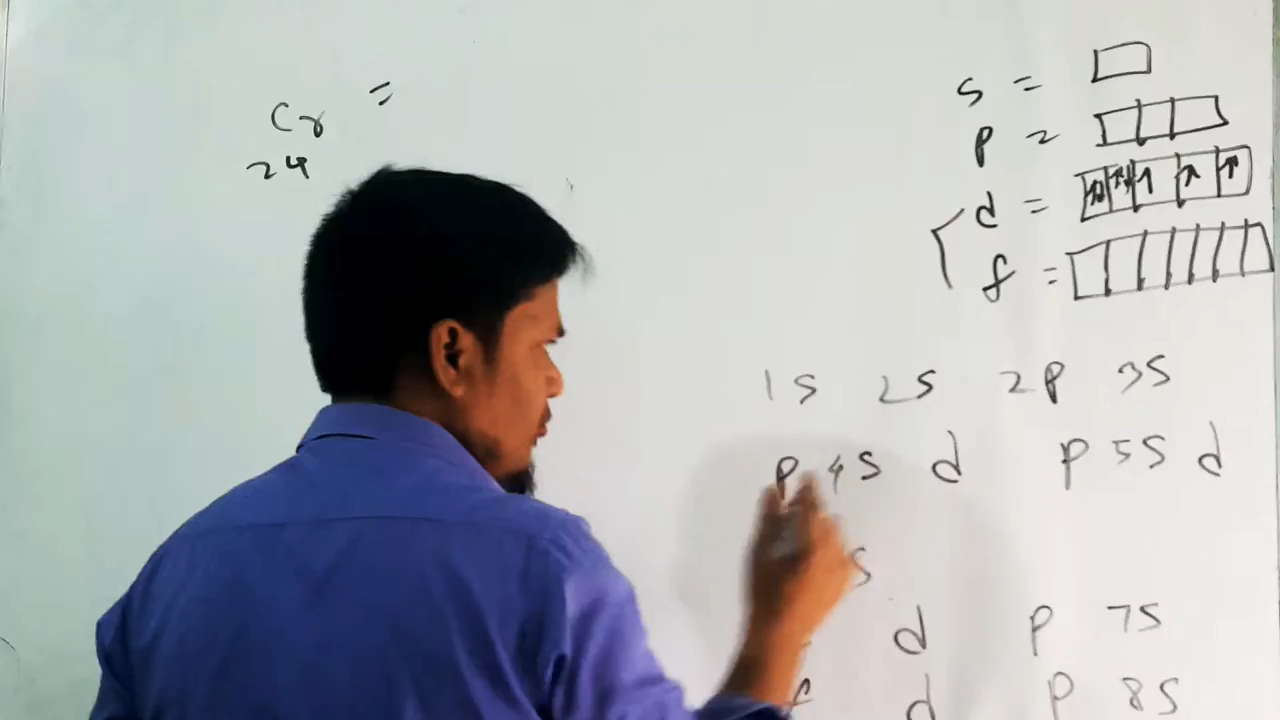 Cr =
24
s =
p =
d =
f =
1s 2s 2p 3s
p 4s d p 5s d
s
d p 7s
f d p 8s